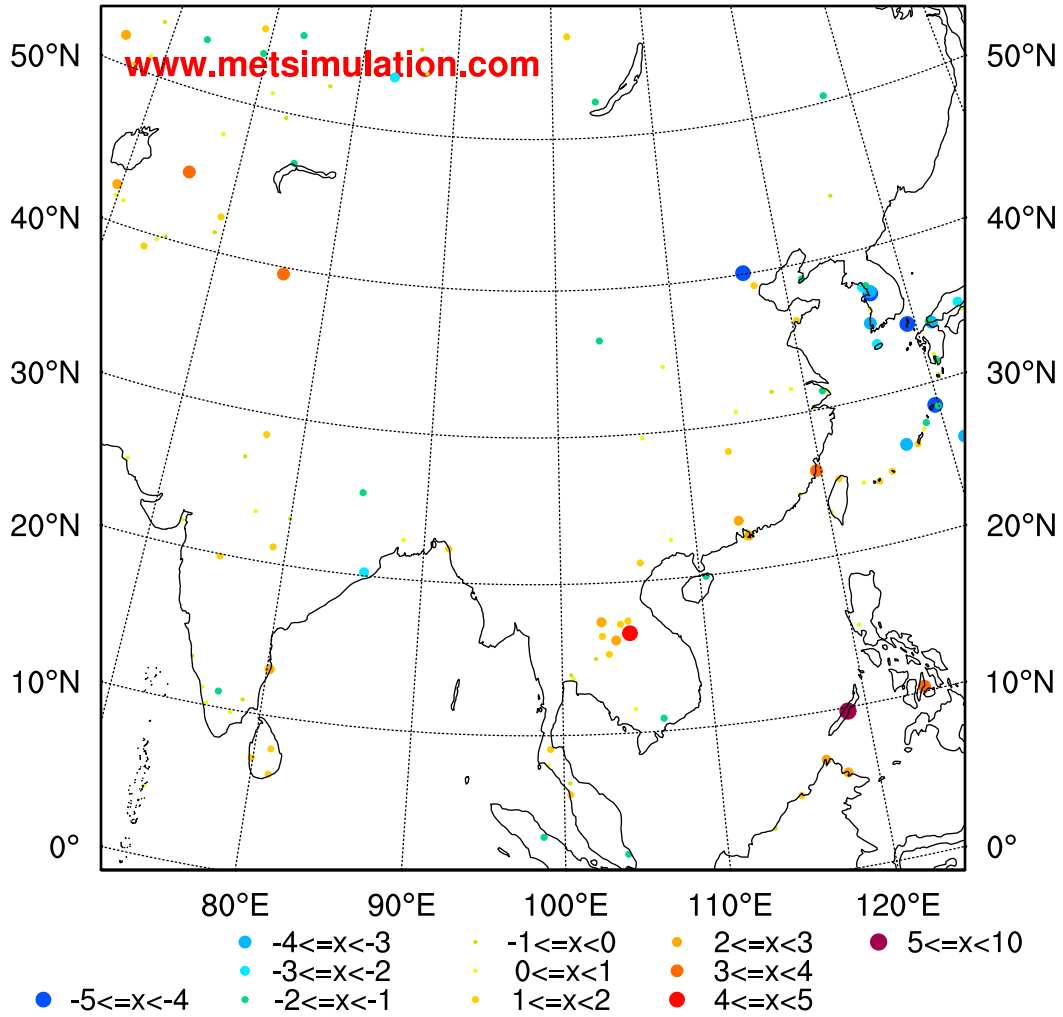 50°N 50°N
www.metsimulation.com
40°N 40°N
30°N 30°N
20°N 20°N
10°N 10°N
0° 0°
80°E 90°E 100°E 110°E 120°E
-4<=x<-3 -1<=x<0 2<=x<3 5<=x<10
-3<=x<-2 0<=x<1 3<=x<4
-5<=x<-4 -2<=x<-1 1<=x<2 4<=x<5